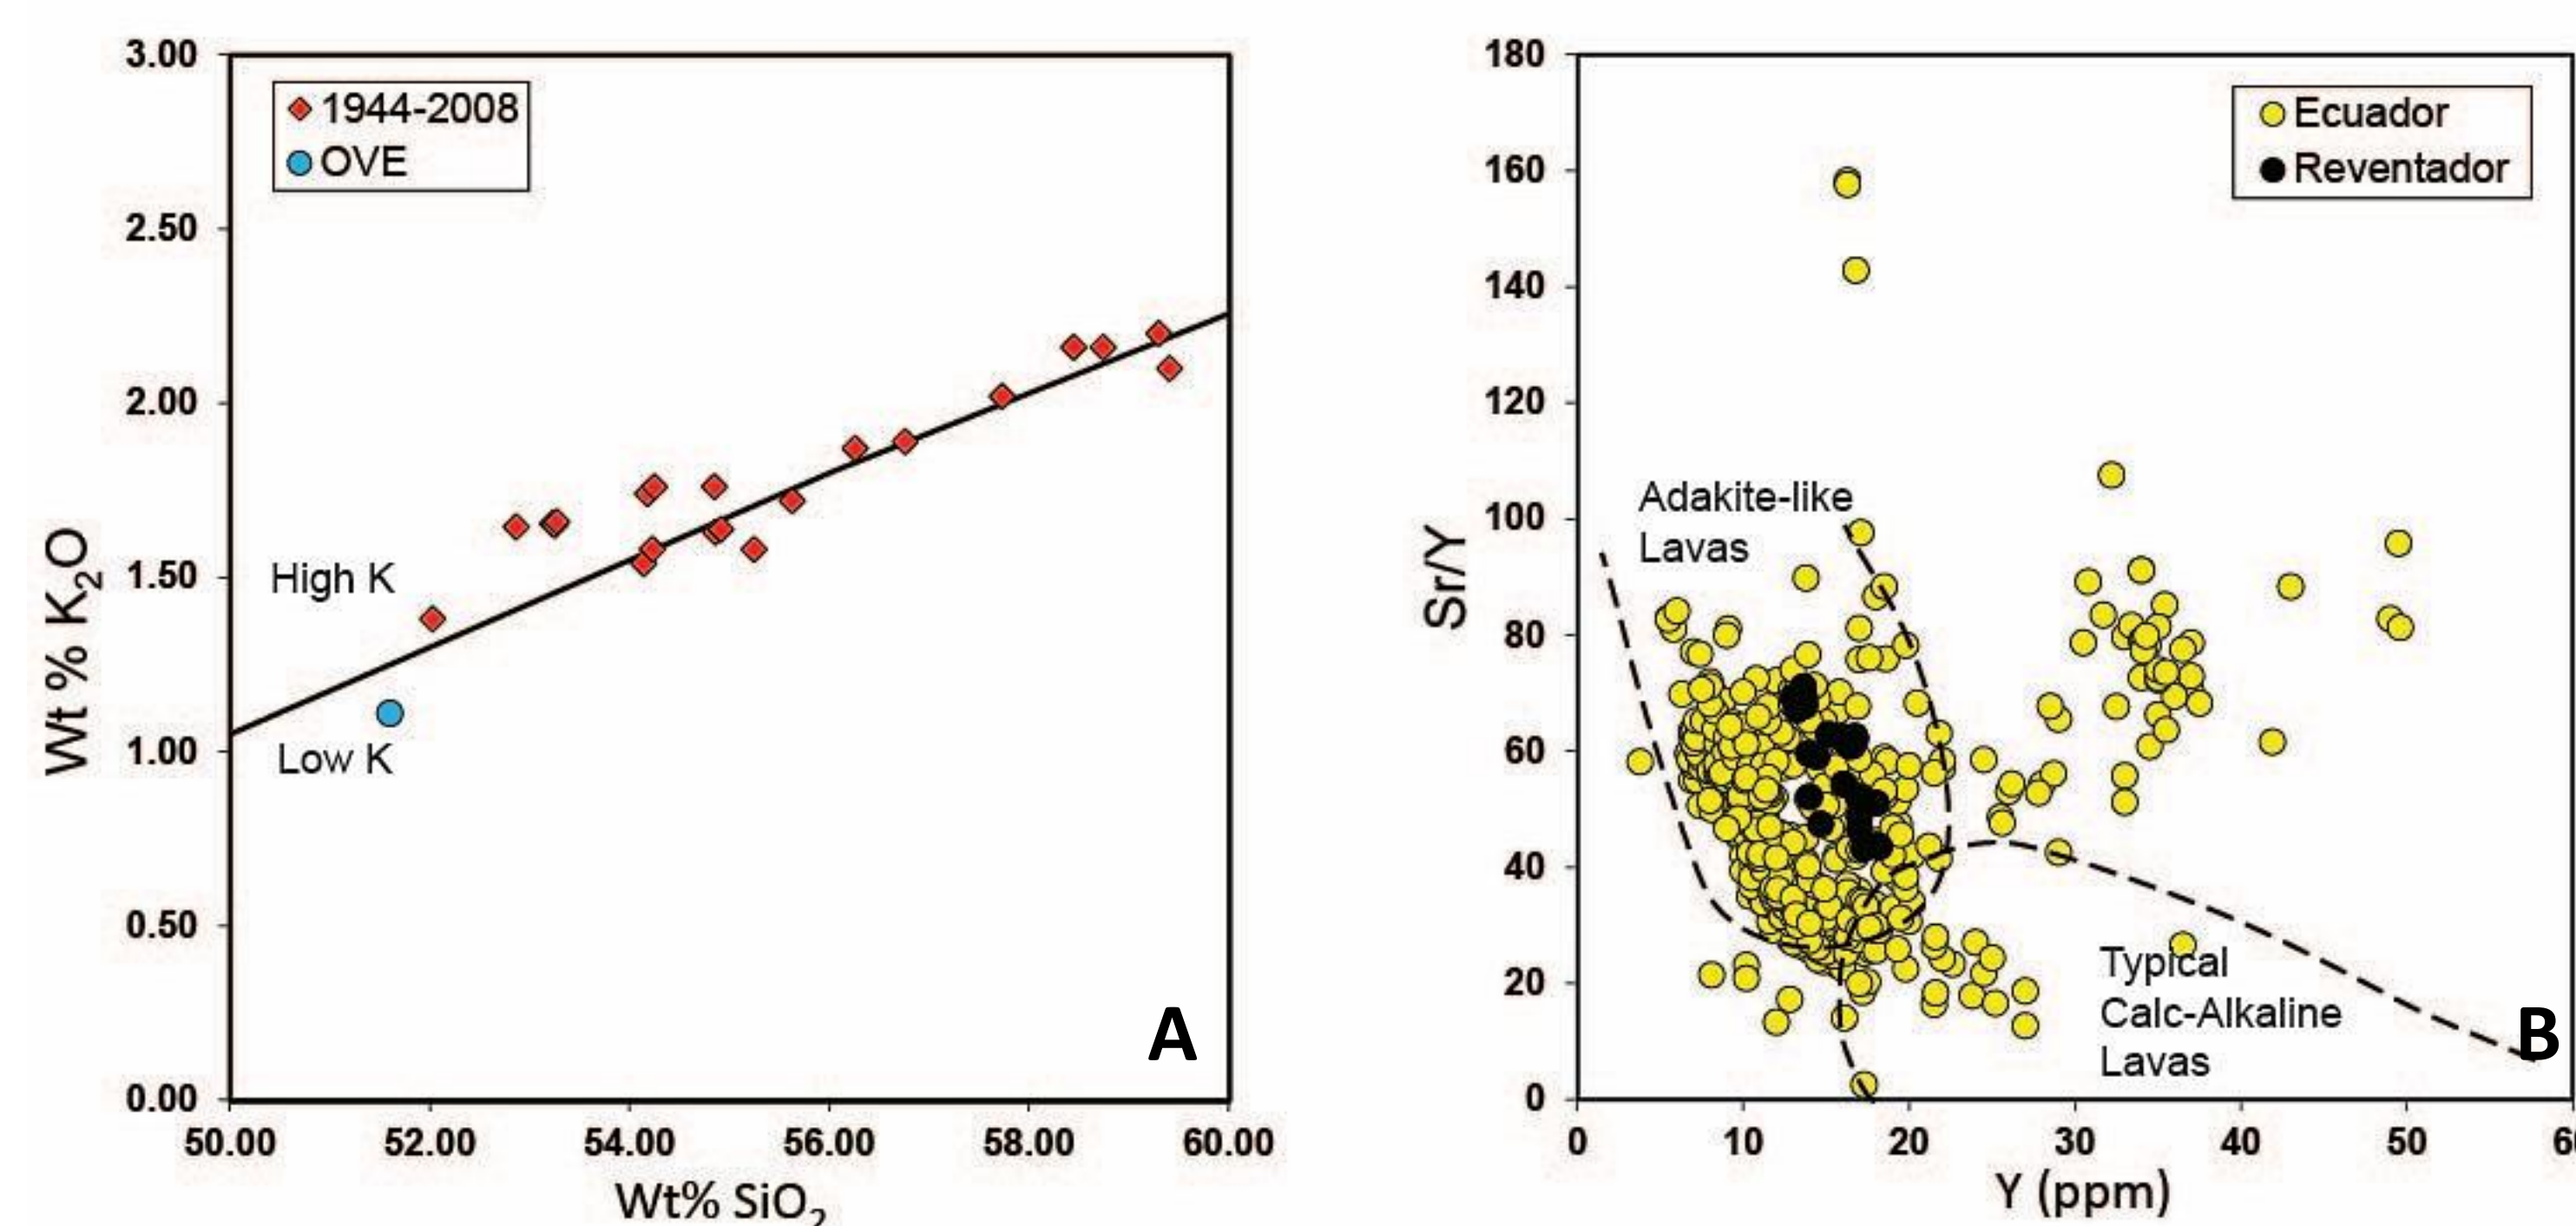 3.00
2.50
2.00
1.50
1.00
0.50
0.00
Wt % K₂O
1944-2008
OVE
High K
Low K
A
50.00 52.00 54.00 56.00 58.00 60.00
Wt% SiO₂
180
160
140
120
100
80
60
40
20
0
Sr/Y
Ecuador
Reventador
Adakite-like
Lavas
Typical
Calc-Alkaline
Lavas
B
0 10 20 30 40 50
Y (ppm)